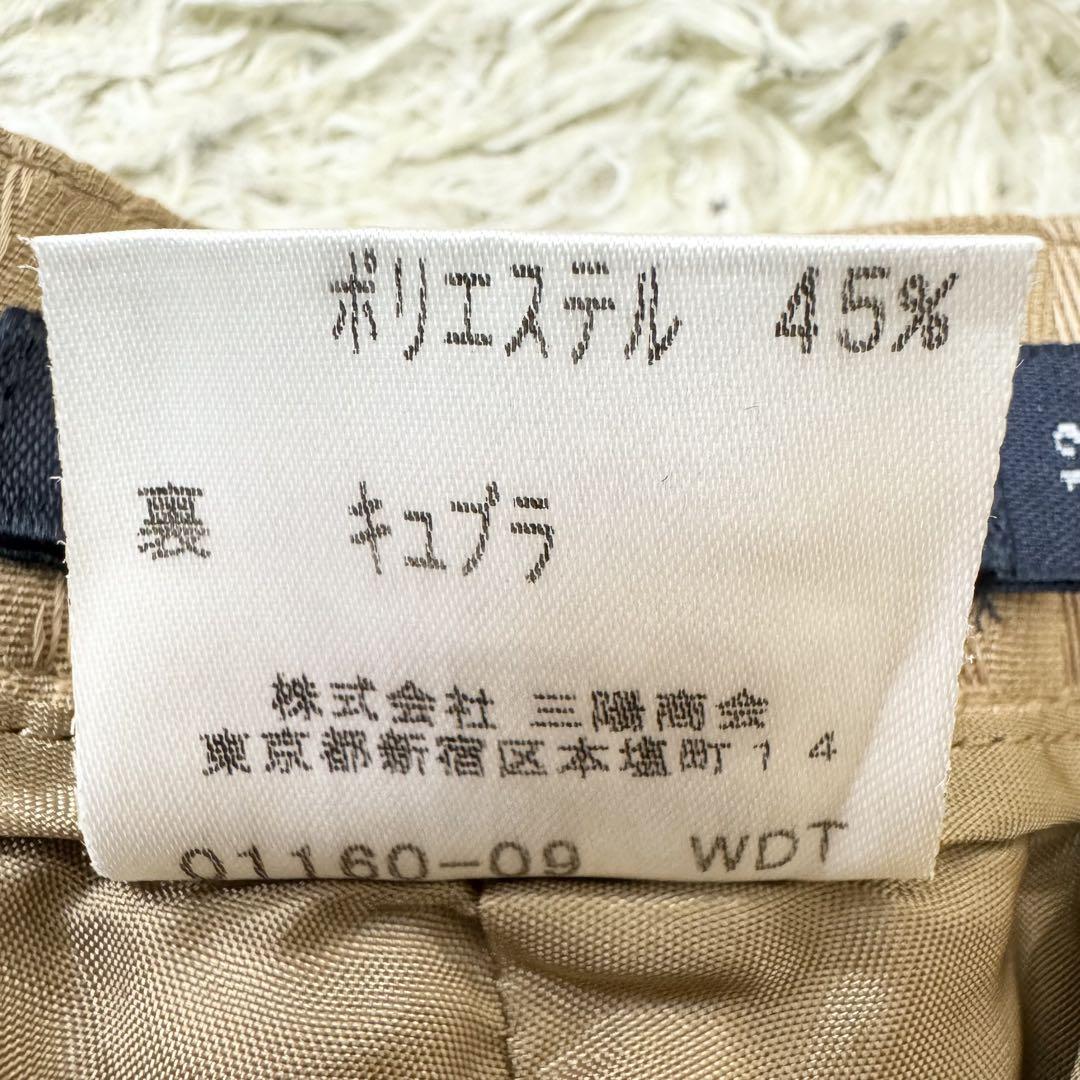 ポリエステル 45%
裏 キュプラ
株式会社 三陽商会
東京都新宿区本塩町14
01160-09 WDT